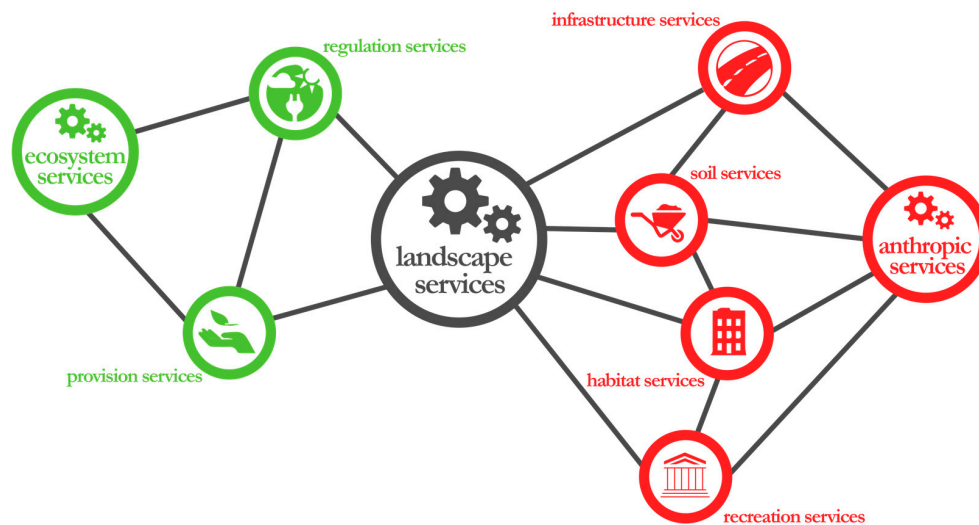 infrastructure services
regulation services
ecosystem
services
soil services
landscape
services
anthropic
services
provision services
habitat services
recreation services